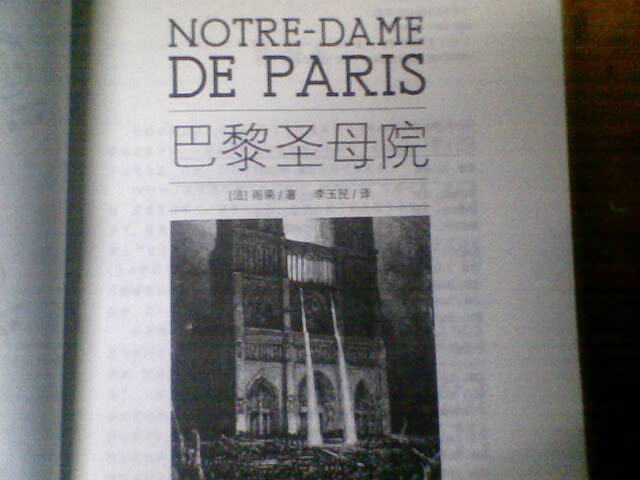 NOTRE-DAME
DE PARIS
巴黎圣母院
[法] 雨果 / 著 李玉民 / 译